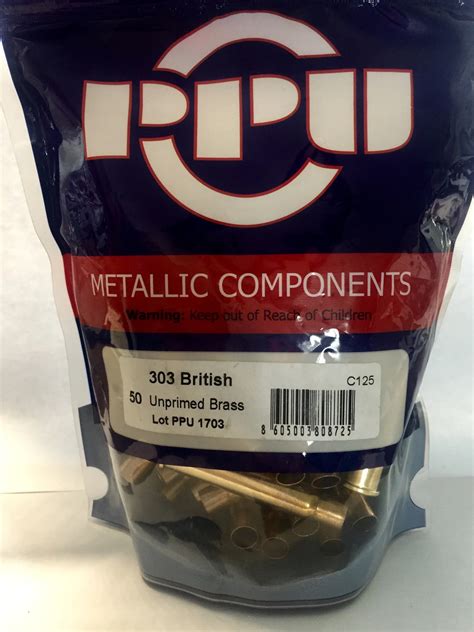 PPU
METALLIC COMPONENTS
Warning: Keep out of Reach of Children
303 British
C125
50 Unprimed Brass
Lot PPU 1703
8 605003 808725